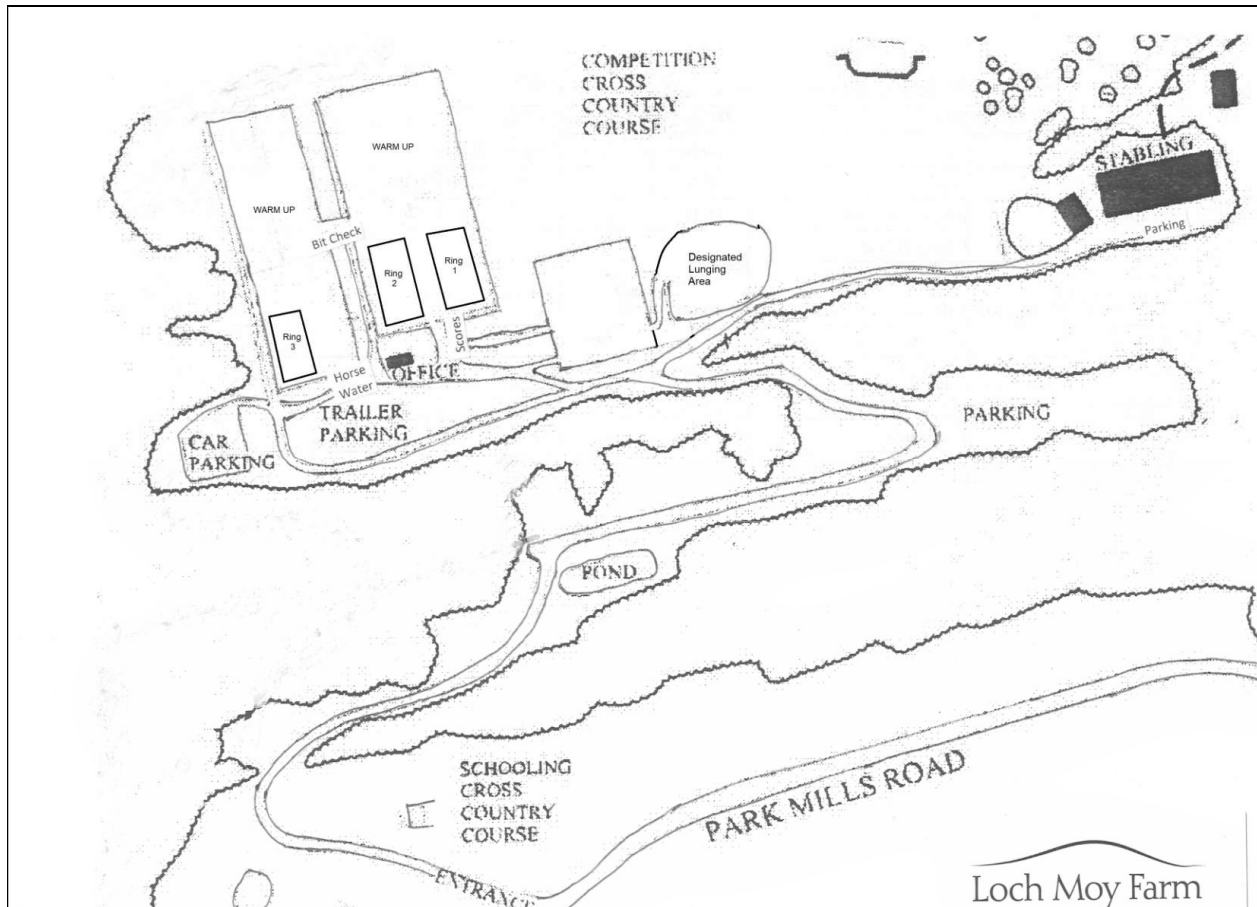 COMPETITION
CROSS
COUNTRY
COURSE
WARM UP
WARM UP
STABLING
Parking
Bit Check
Ring
1
Ring
2
Designated
Lunging
Area
Ring
3
Scores
Horse
Water
OFFICE
TRAILER
PARKING
CAR
PARKING
PARKING
POND
SCHOOLING
CROSS
COUNTRY
COURSE
PARK MILLS ROAD
ENTRANCE
Loch Moy Farm